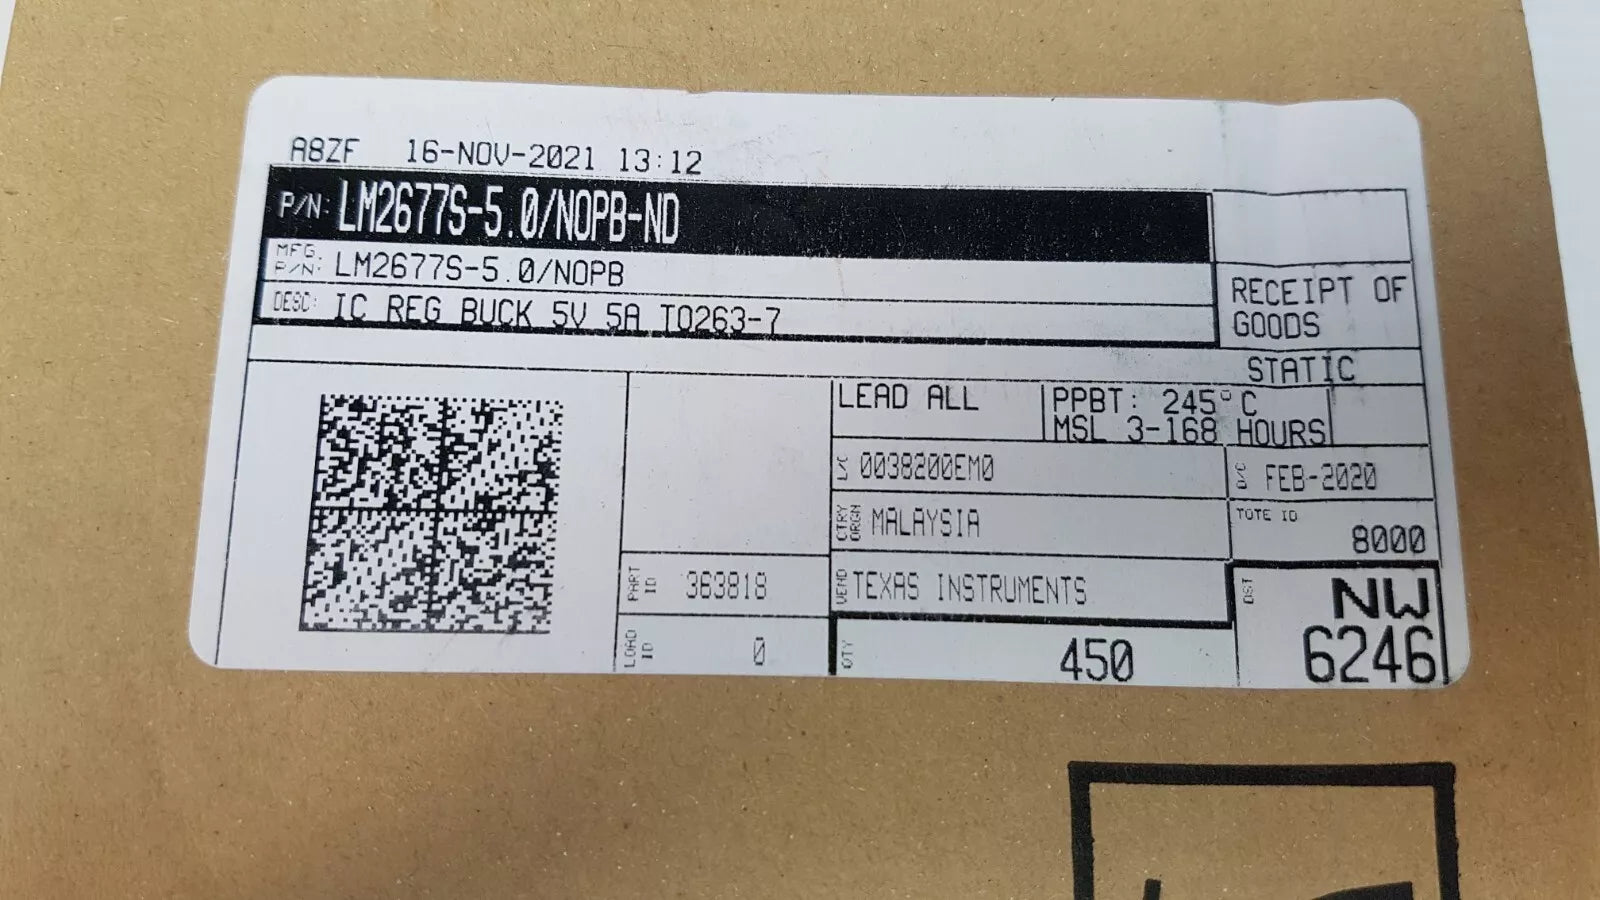 A8ZF 16-NOV-2021 13:12
P/N: LM2677S-5.0/NOPB-ND
MFG. P/N: LM2677S-5.0/NOPB
DESC: IC REG BUCK 5V 5A TO263-7
RECEIPT OF
GOODS
STATIC
LEAD ALL
PPBT: 245°C
MSL 3-168 HOURS
L/C 0038200EM0
D/C FEB-2020
CTRY ORGN MALAYSIA
TOTE ID
8000
PART ID 363818
VEND TEXAS INSTRUMENTS
DST NW
6246
LOAD ID 0
QTY 450